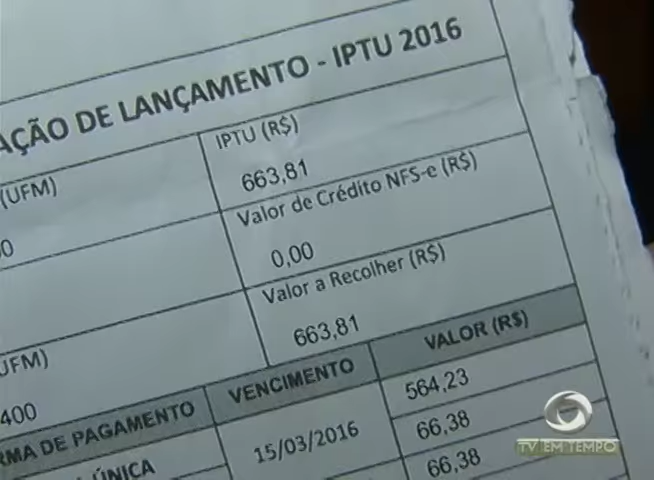 AÇÃO DE LANÇAMENTO - IPTU 2016
(UFM)
IPTU (R$)
663,81
Valor de Crédito NFS-e (R$)
0,00
Valor a Recolher (R$)
663,81
UFM)
400
RMA DE PAGAMENTO VENCIMENTO VALOR (R$)
ÚNICA 15/03/2016 564,23
66,38
66,38
TV EM TEMPO